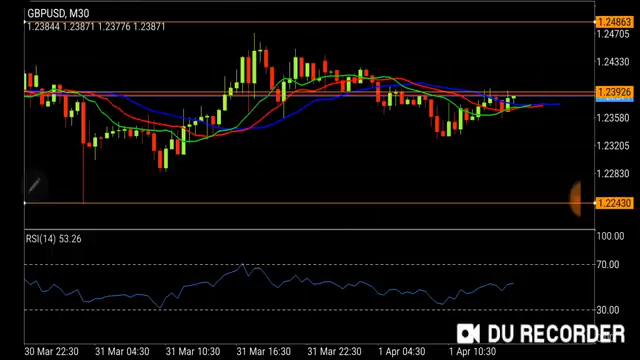 GBPUSD, M30
1.23844 1.23871 1.23776 1.23871
1.24863
1.24705
1.24330
1.23926
1.23580
1.23205
1.22830
1.22430
RSI(14) 53.26
100.00
70.00
30.00
30 Mar 22:30 31 Mar 04:30 31 Mar 10:30 31 Mar 16:30 31 Mar 22:30 1 Apr 04:30 1 Apr 10:30
DU RECORDER